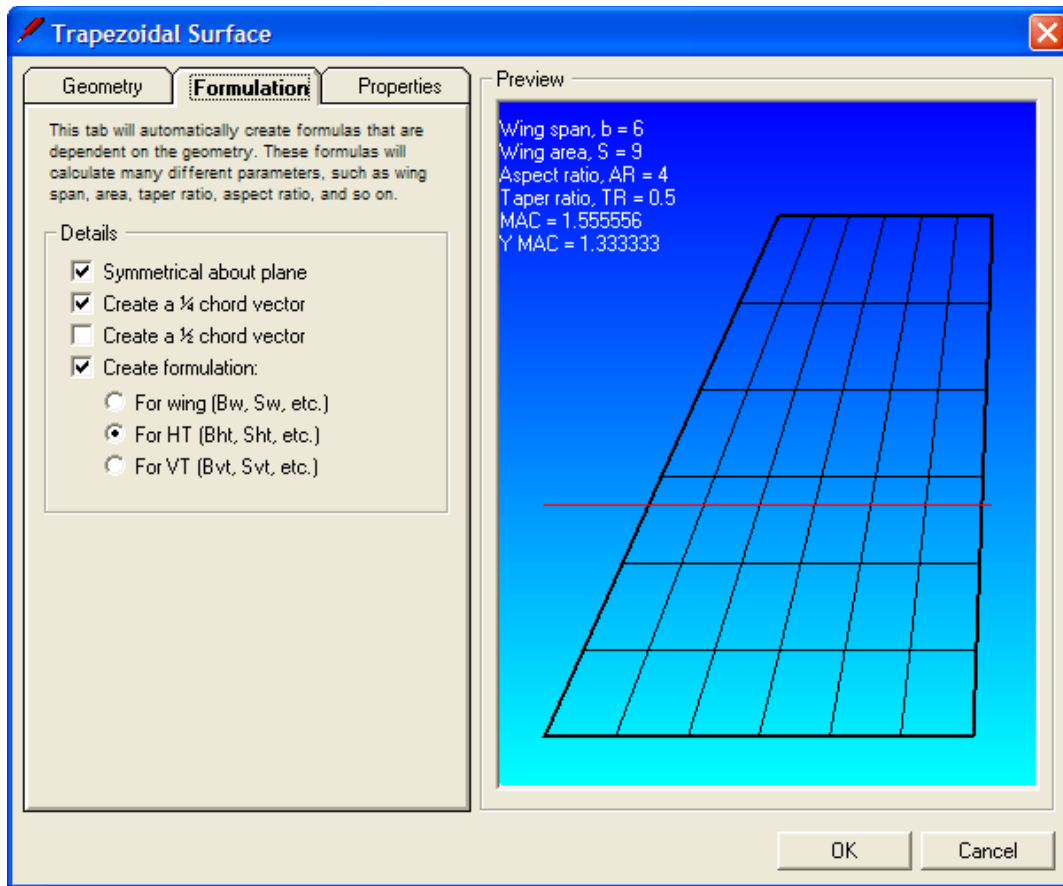 Trapezoidal Surface
Geometry
Formulation
Properties
This tab will automatically create formulas that are
dependent on the geometry. These formulas will
calculate many different parameters, such as wing
span, area, taper ratio, aspect ratio, and so on.
Details
Symmetrical about plane
Create a ¼ chord vector
Create a ½ chord vector
Create formulation:
For wing (Bw, Sw, etc.)
For HT (Bht, Sht, etc.)
For VT (Bvt, Svt, etc.)
Preview
Wing span, b = 6
Wing area, S = 9
Aspect ratio, AR = 4
Taper ratio, TR = 0.5
MAC = 1.555556
Y MAC = 1.333333
OK
Cancel